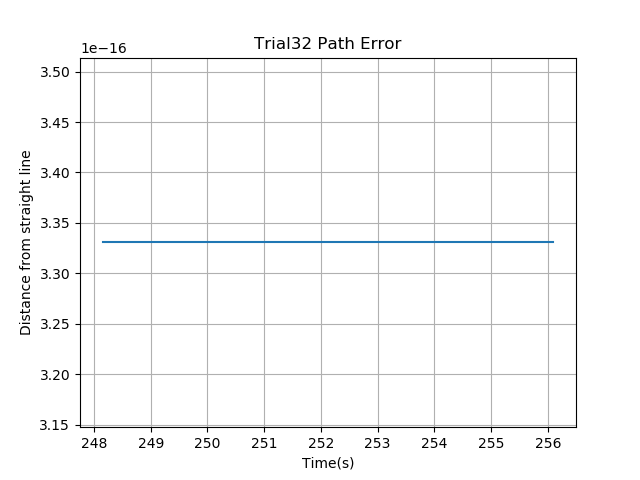 Trial32 Path Error
1e−16
3.50
3.45
3.40
3.35
3.30
3.25
3.20
3.15
Distance from straight line
248 249 250 251 252 253 254 255 256
Time(s)